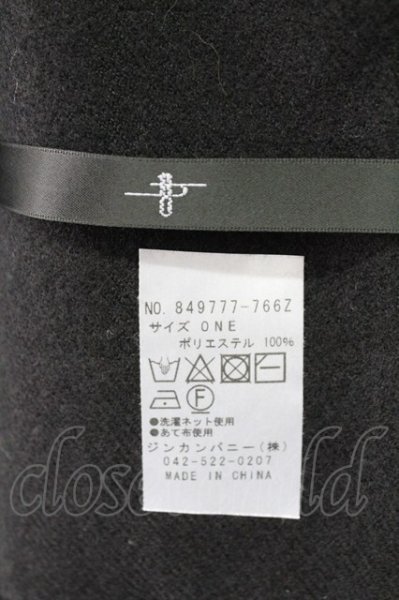 NO. 849777-766Z
サイズ ONE
ポリエステル 100%
F
●洗濯ネット使用
●あて布使用
ジンカンパニー(株)
042-522-0207
MADE IN CHINA